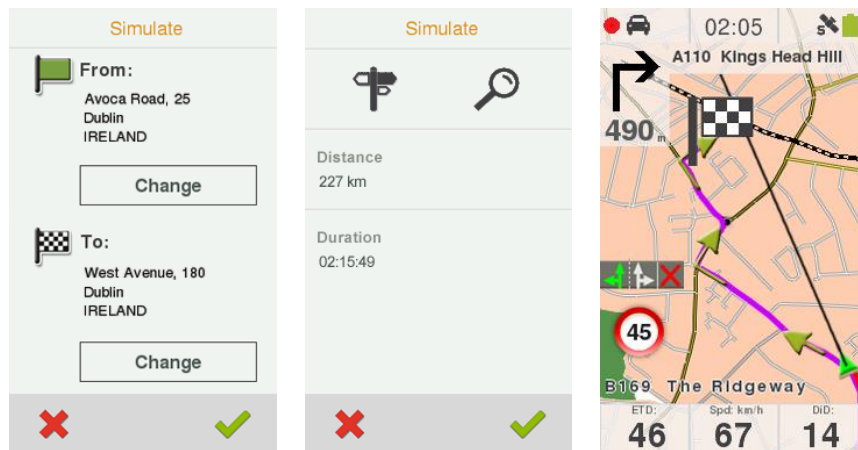 Simulate
From:
Avoca Road, 25
Dublin
IRELAND
Change
To:
West Avenue, 180
Dublin
IRELAND
Change
Simulate
Distance
227 km
Duration
02:15:49
02:05
S
A110 Kings Head Hill
490 m
45
B169 The Ridgeway
ETD: Spd: km/h DiD:
46 67 14